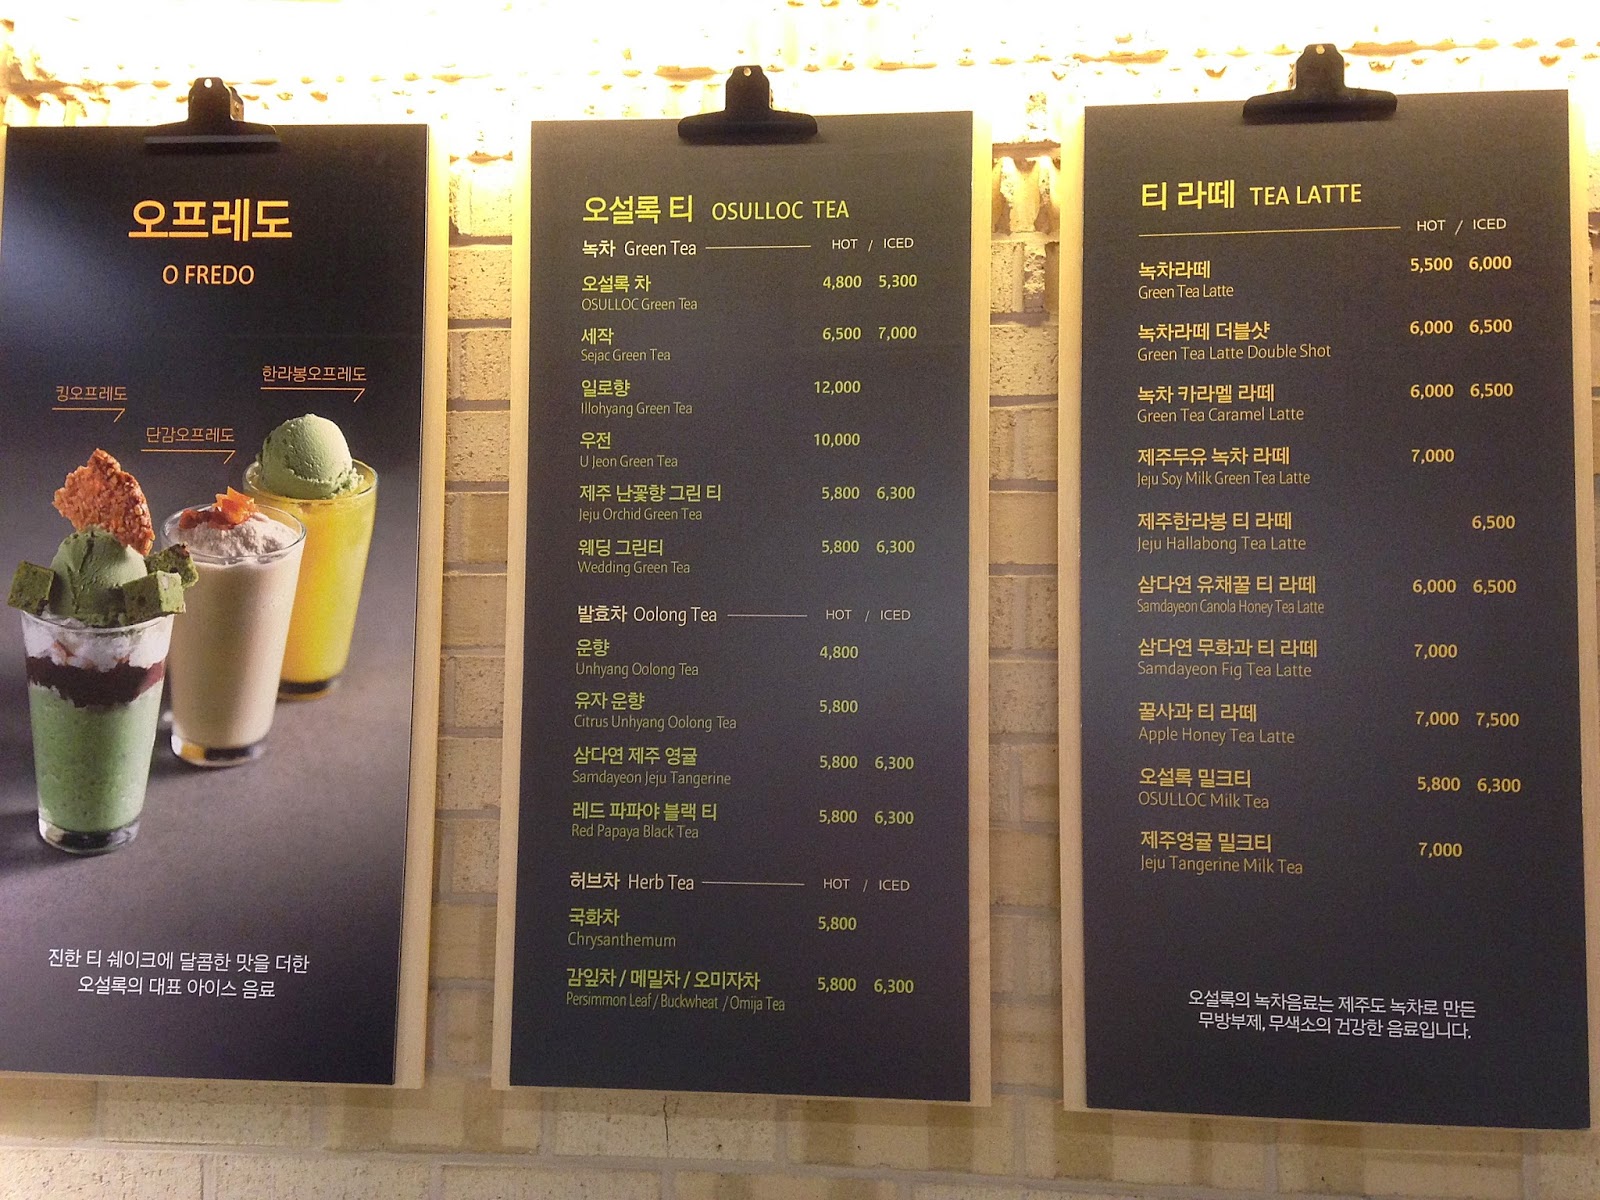 오프레도
O FREDO
한라봉오프레도
킹오프레도
단감오프레도
진한 티 쉐이크에 달콤한 맛을 더한
오설록의 대표 아이스 음료
오설록 티 OSULLOC TEA
녹차 Green Tea HOT / ICED
오설록 차 4,800 5,300
OSULLOC Green Tea
세작 6,500 7,000
Sejac Green Tea
일로향 12,000
Illohyang Green Tea
우전 10,000
U Jeon Green Tea
제주 난꽃향 그린 티 5,800 6,300
Jeju Orchid Green Tea
웨딩 그린티 5,800 6,300
Wedding Green Tea
발효차 Oolong Tea HOT / ICED
운향 4,800
Unhyang Oolong Tea
유자 운향 5,800
Citrus Unhyang Oolong Tea
삼다연 제주 영귤 5,800 6,300
Samdayeon Jeju Tangerine
레드 파파야 블랙 티 5,800 6,300
Red Papaya Black Tea
허브차 Herb Tea HOT / ICED
국화차 5,800
Chrysanthemum
감잎차 / 메밀차 / 오미자차 5,800 6,300
Persimmon Leaf / Buckwheat / Omija Tea
티 라떼 TEA LATTE
HOT / ICED
녹차라떼 5,500 6,000
Green Tea Latte
녹차라떼 더블샷 6,000 6,500
Green Tea Latte Double Shot
녹차 카라멜 라떼 6,000 6,500
Green Tea Caramel Latte
제주두유 녹차 라떼 7,000
Jeju Soy Milk Green Tea Latte
제주한라봉 티 라떼 6,500
Jeju Hallabong Tea Latte
삼다연 유채꿀 티 라떼 6,000 6,500
Samdayeon Canola Honey Tea Latte
삼다연 무화과 티 라떼 7,000
Samdayeon Fig Tea Latte
꿀사과 티 라떼 7,000 7,500
Apple Honey Tea Latte
오설록 밀크티 5,800 6,300
OSULLOC Milk Tea
제주영귤 밀크티 7,000
Jeju Tangerine Milk Tea
오설록의 녹차음료는 제주도 녹차로 만든
무방부제, 무색소의 건강한 음료입니다.